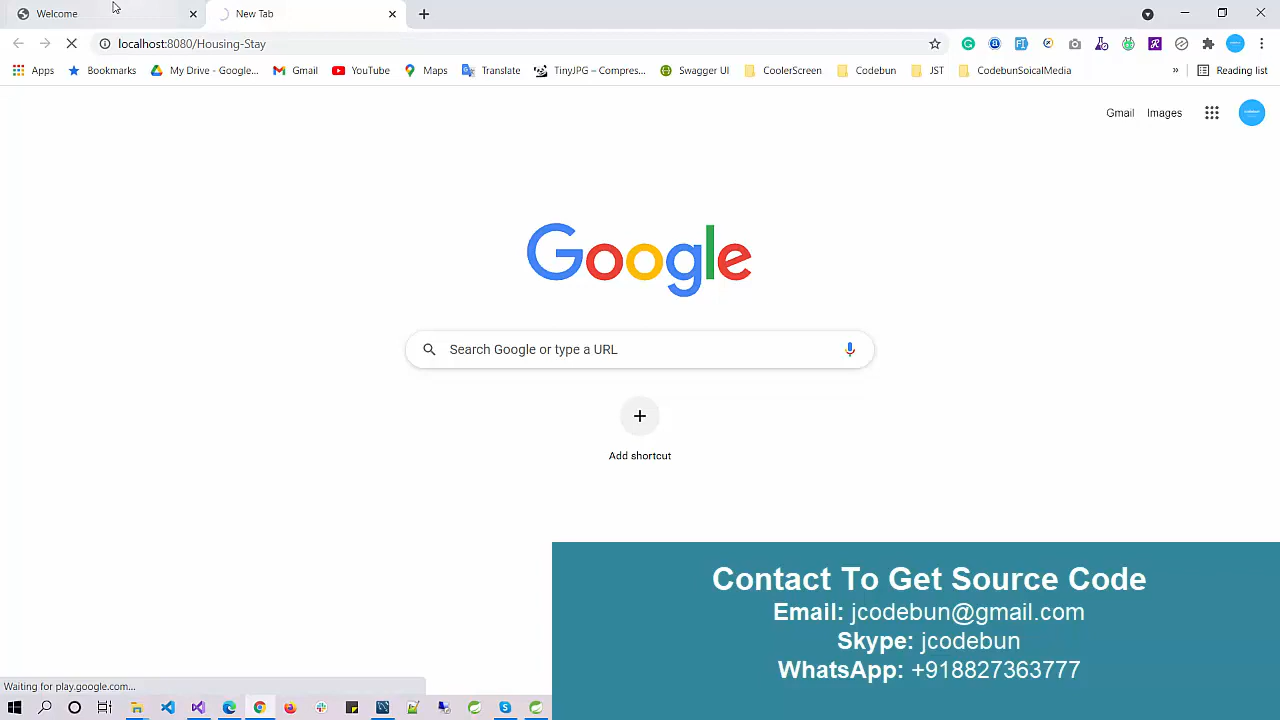 Welcome
New Tab
localhost:8080/Housing-Stay
Apps
Bookmarks
My Drive - Google...
Gmail
YouTube
Maps
Translate
TinyJPG – Compres...
Swagger UI
CoolerScreen
Codebun
JST
CodebunSoicalMedia
»
Reading list
Gmail
Images
Google
Search Google or type a URL
Add shortcut
Contact To Get Source Code
Email: jcodebun@gmail.com
Skype: jcodebun
WhatsApp: +918827363777
Waiting for play.google.com...